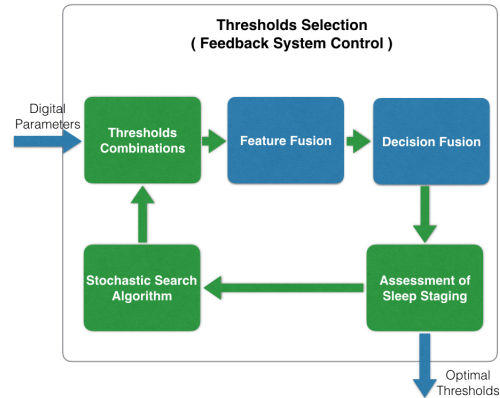 Thresholds Selection
( Feedback System Control )
Digital
Parameters
Thresholds
Combinations
Feature Fusion
Decision Fusion
Stochastic Search
Algorithm
Assessment of
Sleep Staging
Optimal
Thresholds